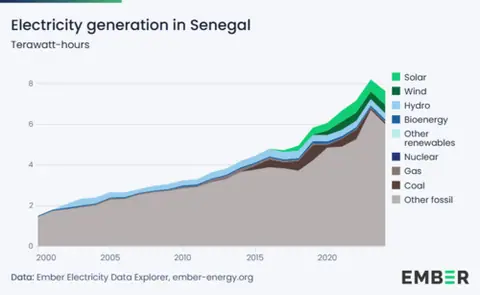 Electricity generation in Senegal
Terawatt-hours
8
6
4
2
0
2000
2005
2010
2015
2020
Solar
Wind
Hydro
Bioenergy
Other
renewables
Nuclear
Gas
Coal
Other fossil
Data: Ember Electricity Data Explorer, ember-energy.org
EMBER